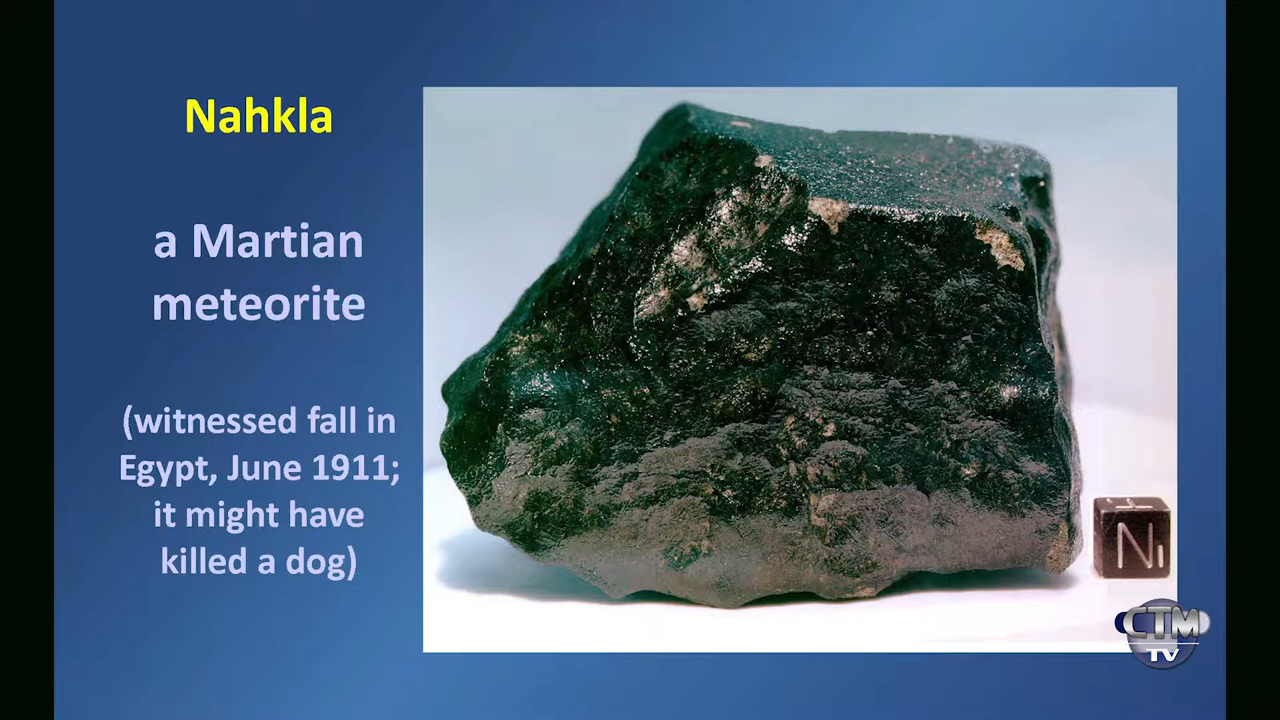 Nahkla
a Martian
meteorite
(witnessed fall in
Egypt, June 1911;
it might have
killed a dog)
N
CTM
TV